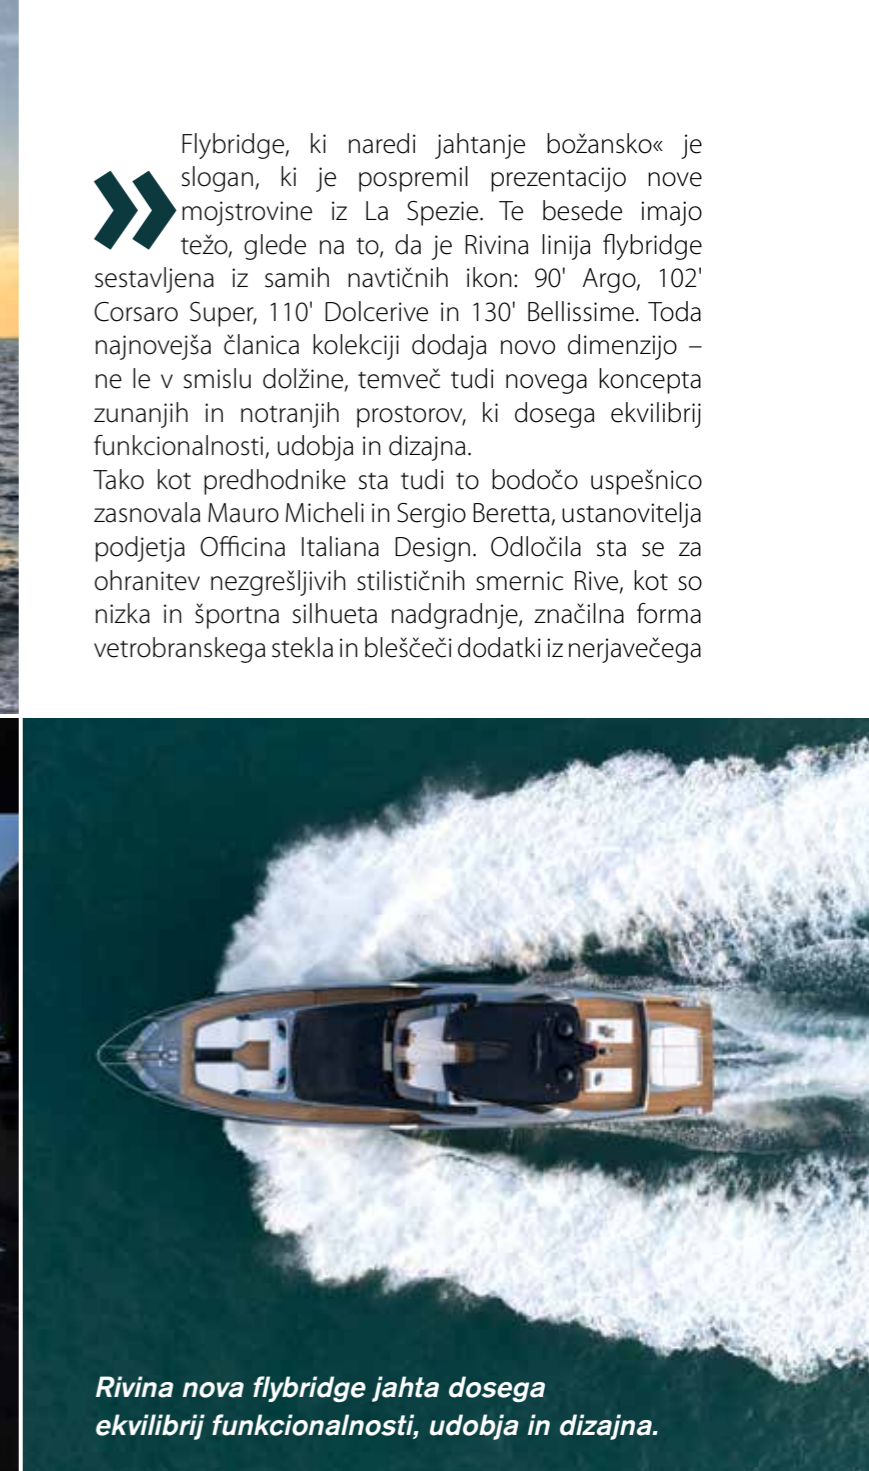 »Flybridge, ki naredi jahtanje božansko« je
slogan, ki je pospremil prezentacijo nove
mojstrovine iz La Spezie. Te besede imajo
težo, glede na to, da je Rivina linija flybridge
sestavljena iz samih navtičnih ikon: 90' Argo, 102'
Corsaro Super, 110' Dolcerive in 130' Bellissime. Toda
najnovejša članica kolekciji dodaja novo dimenzijo –
ne le v smislu dolžine, temveč tudi novega koncepta
zunanjih in notranjih prostorov, ki dosega ekvilibrij
funkcionalnosti, udobja in dizajna.
Tako kot predhodnike sta tudi to bodočo uspešnico
zasnovala Mauro Micheli in Sergio Beretta, ustanovitelja
podjetja Officina Italiana Design. Odločila sta se za
ohranitev nezgrešljivih stilističnih smernic Rive, kot so
nizka in športna silhueta nadgradnje, značilna forma
vetrobranskega stekla in bleščeči dodatki iz nerjavečega
Rivina nova flybridge jahta dosega
ekvilibrij funkcionalnosti, udobja in dizajna.